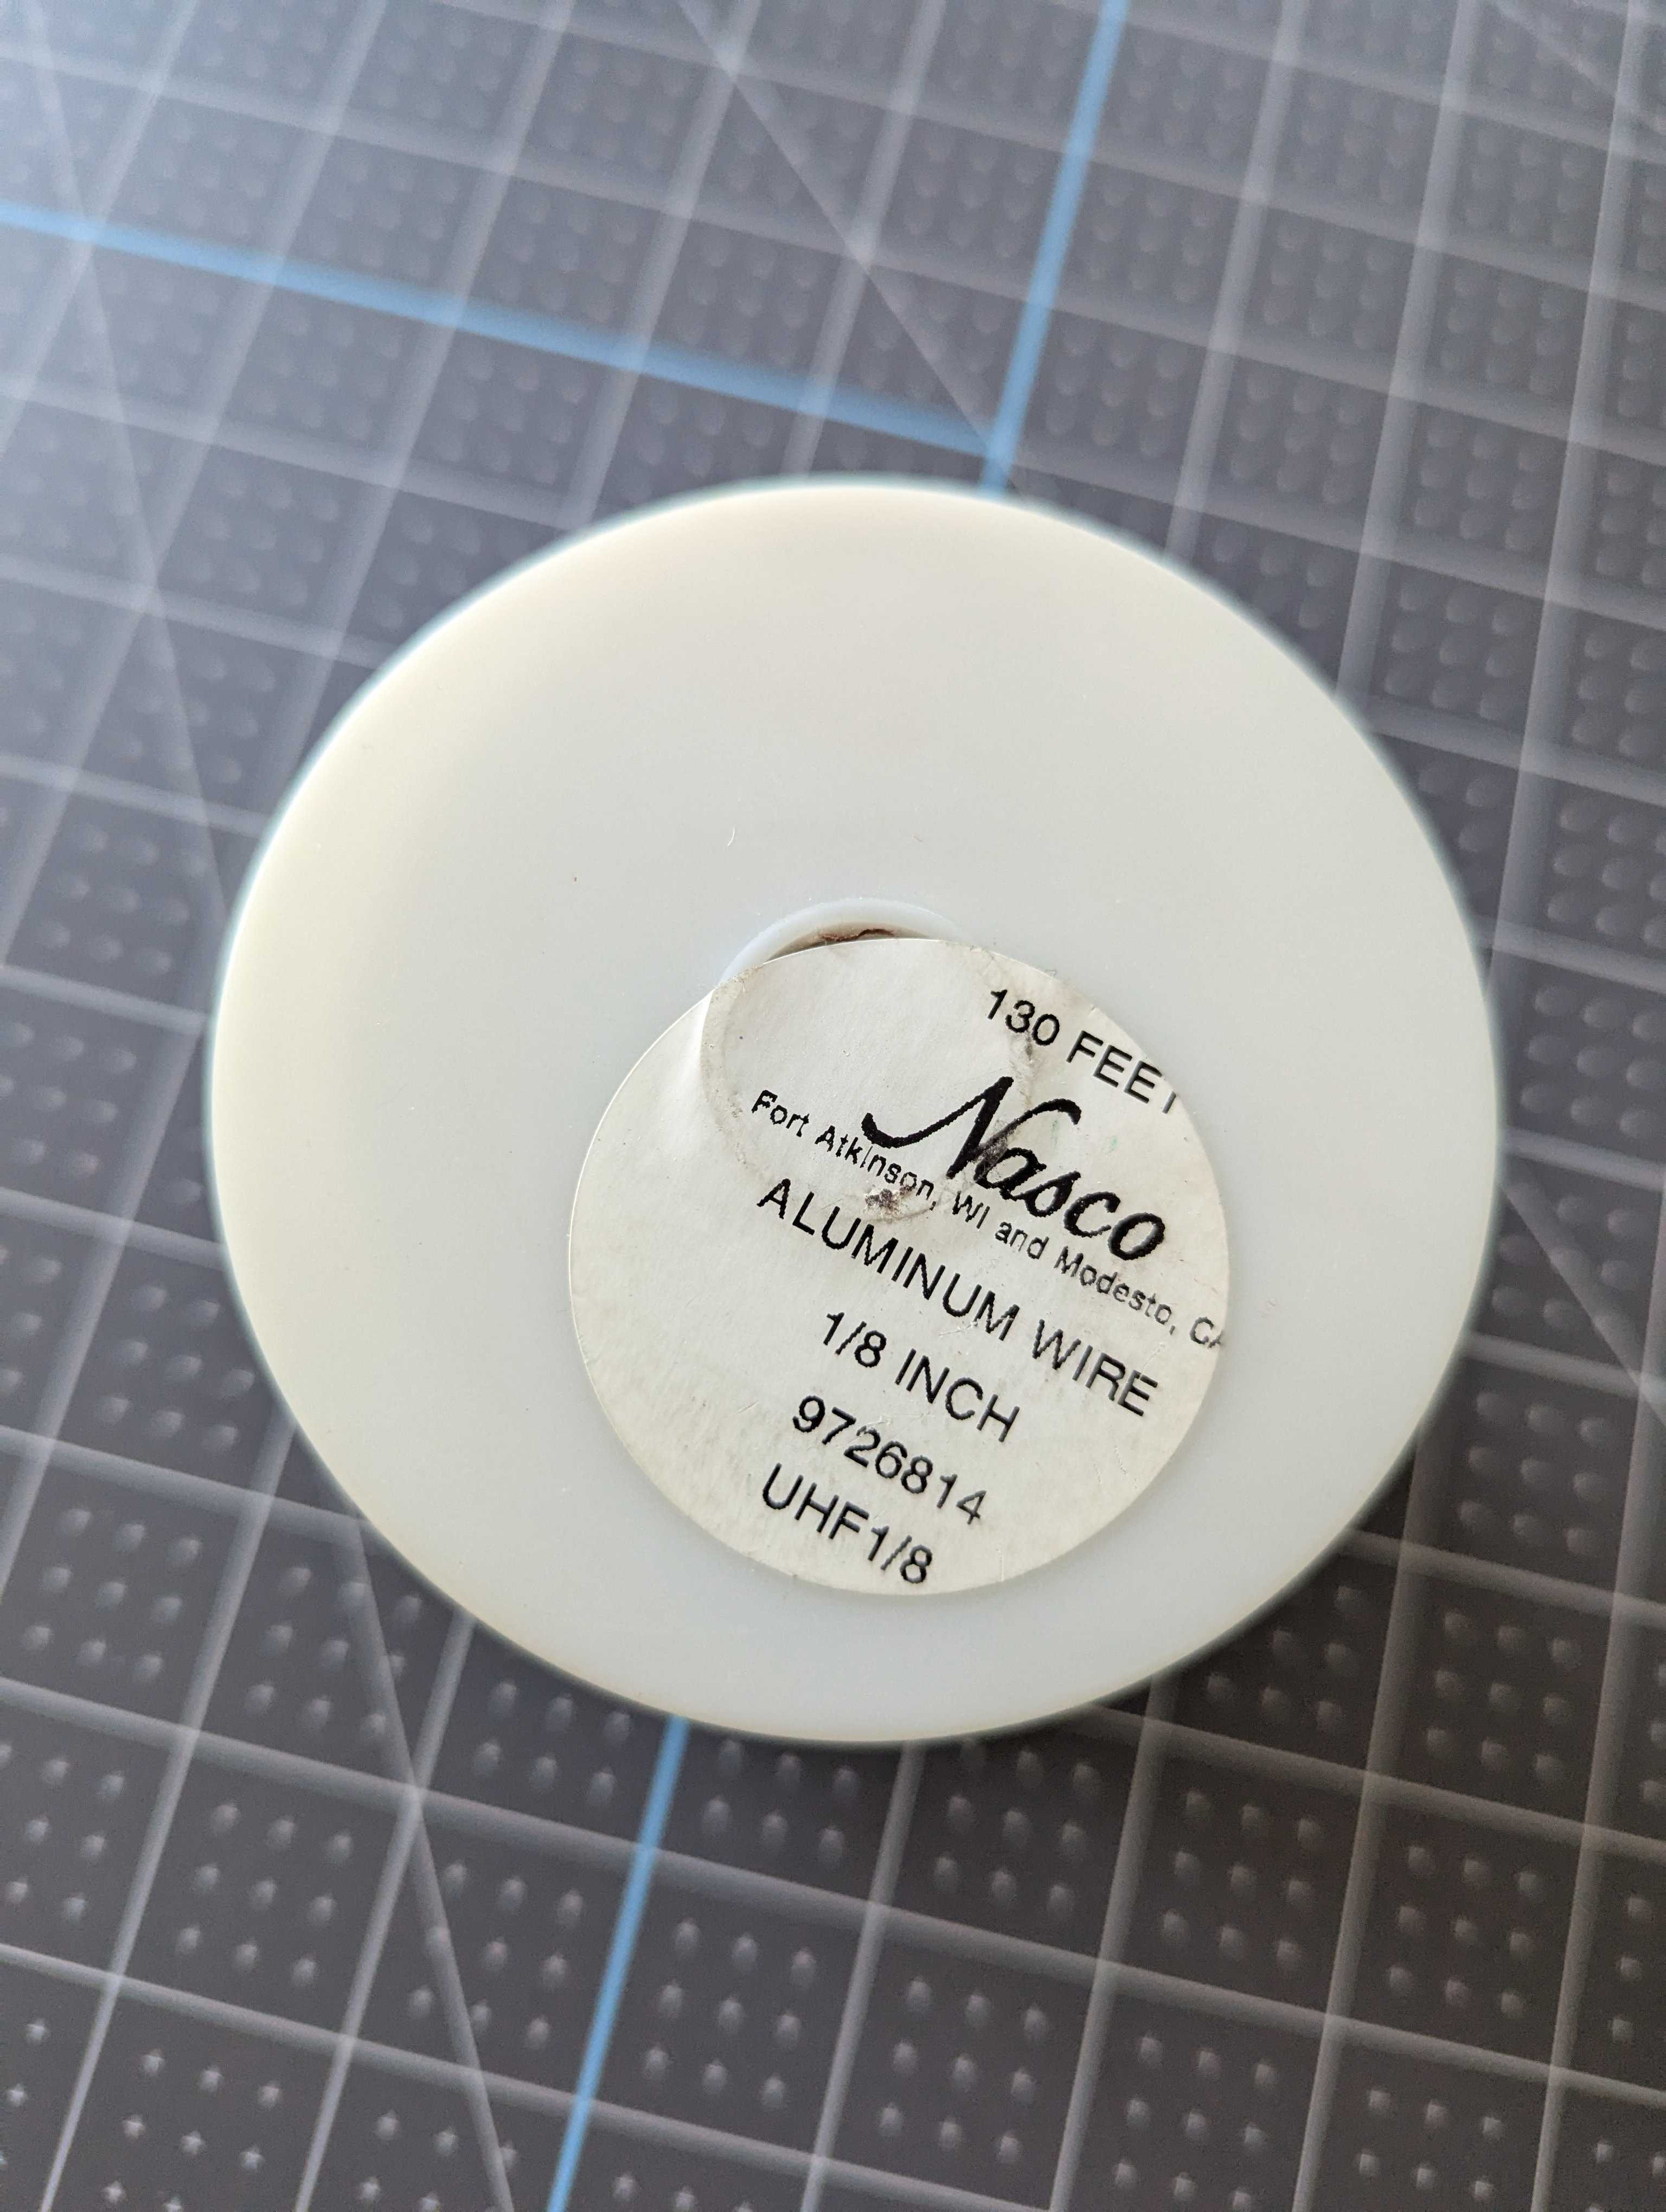 130 FEET
Nasco
Fort Atkinson, WI and Modesto, CA
ALUMINUM WIRE
1/8 INCH
9726814
UHF1/8